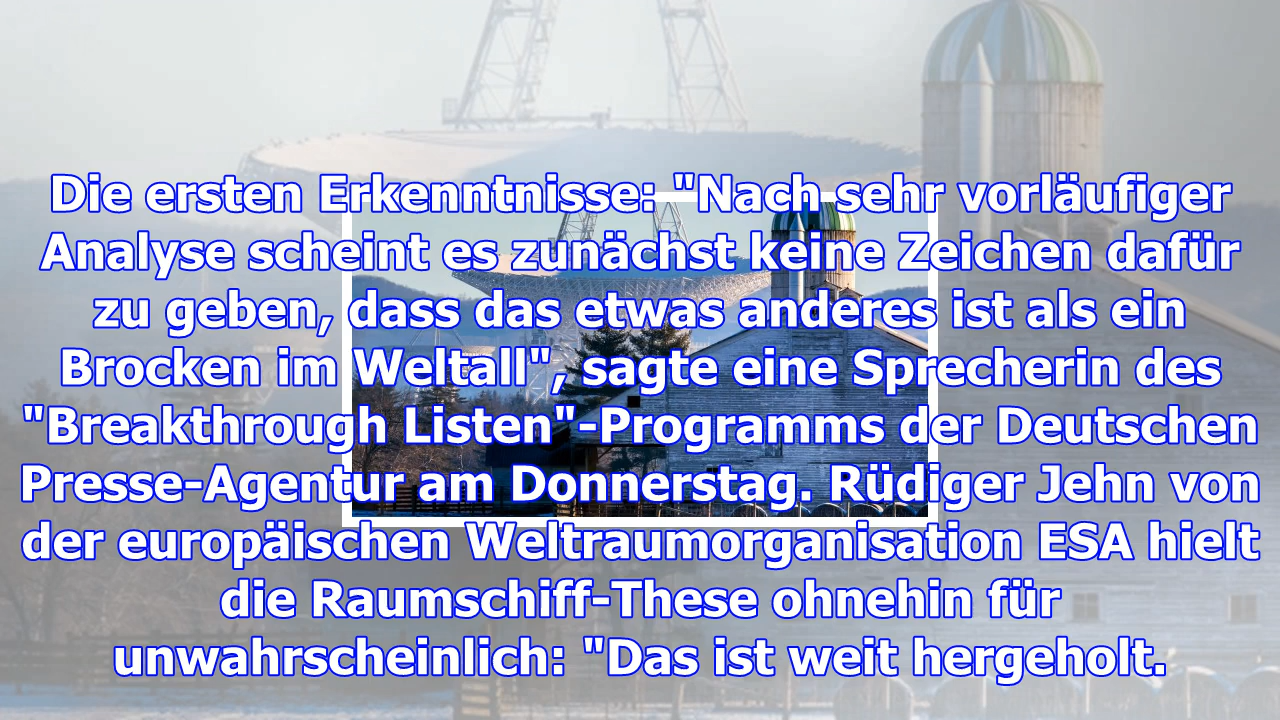 Die ersten Erkenntnisse: "Nach sehr vorläufiger
Analyse scheint es zunächst keine Zeichen dafür
zu geben, dass das etwas anderes ist als ein
Brocken im Weltall", sagte eine Sprecherin des
"Breakthrough Listen"-Programms der Deutschen
Presse-Agentur am Donnerstag. Rüdiger Jehn von
der europäischen Weltraumorganisation ESA hielt
die Raumschiff-These ohnehin für
unwahrscheinlich: "Das ist weit hergeholt.